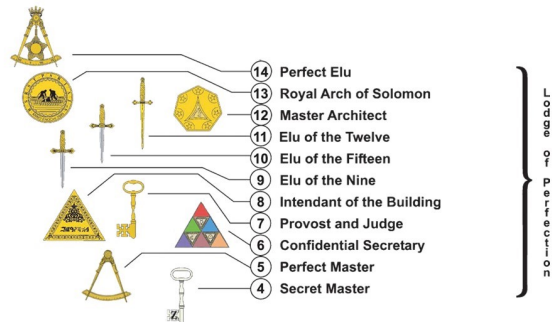 14 Perfect Elu
13 Royal Arch of Solomon
12 Master Architect
11 Elu of the Twelve
10 Elu of the Fifteen
9 Elu of the Nine
8 Intendant of the Building
7 Provost and Judge
6 Confidential Secretary
5 Perfect Master
4 Secret Master
Z
Lodge of Perfection